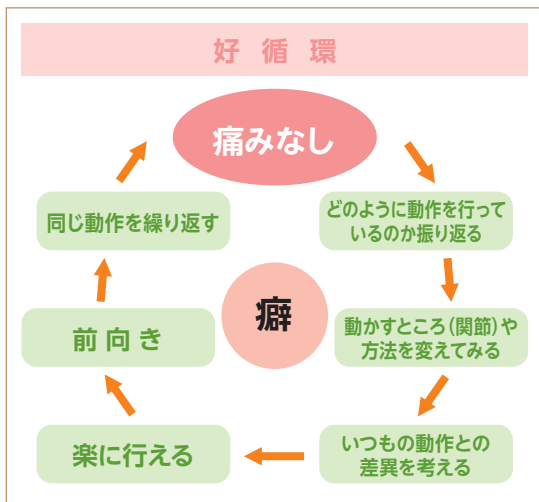 好循環
痛みなし
どのように動作を行って
いるのか振り返る
動かすところ(関節)や
方法を変えてみる
いつもの動作との
差異を考える
楽に行える
前向き
同じ動作を繰り返す
癖